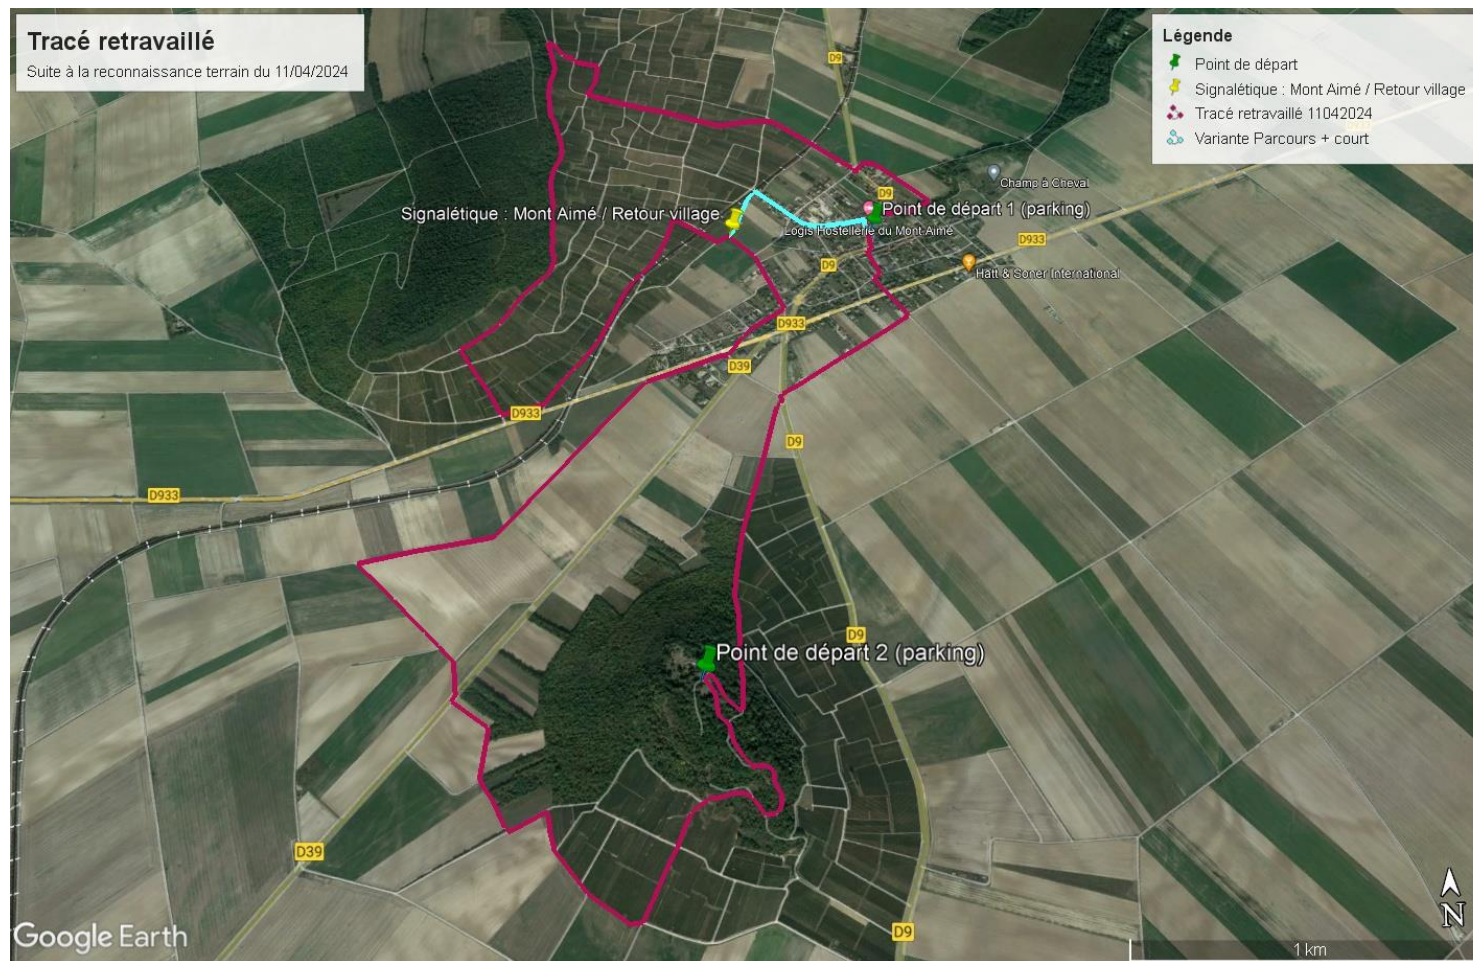 Tracé retravaillé
Suite à la reconnaissance terrain du 11/04/2024
Légende
Point de départ
Signalétique : Mont Aimé / Retour village
Tracé retravaillé 11042024
Variante Parcours + court
D9
Champ à Cheval
D9
Signalétique : Mont Aimé / Retour village
Point de départ 1 (parking)
Logis Hostellerie du Mont-Aimé
D933
D9
Hatt & Soner International
D933
D39
D933
D9
D933
D9
Point de départ 2 (parking)
D39
D9
N
Google Earth
1 km